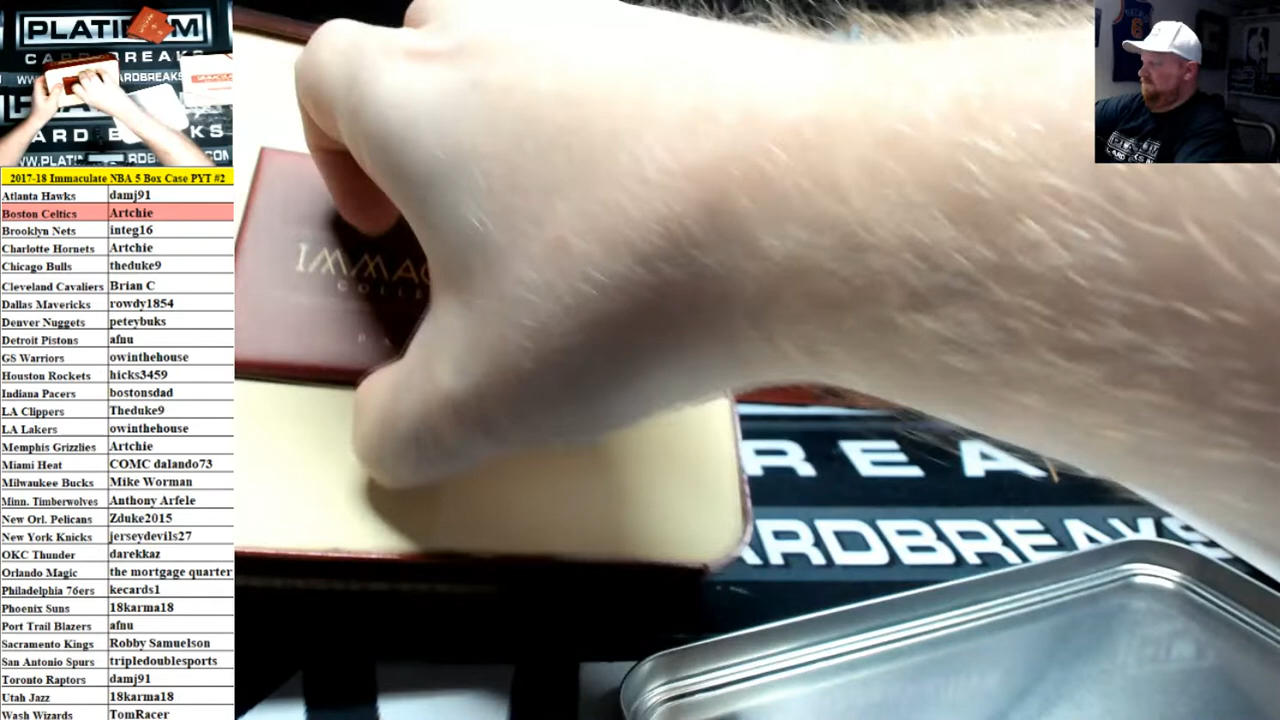 PLATINUM
CARD BREAKS
2017-18 Immaculate NBA 5 Box Case PYT #2
Atlanta Hawks damj91
Boston Celtics Artchie
Brooklyn Nets integ16
Charlotte Hornets Artchie
Chicago Bulls theduke9
Cleveland Cavaliers Brian C
Dallas Mavericks rowdy1854
Denver Nuggets peteybuks
Detroit Pistons afnu
GS Warriors owinthehouse
Houston Rockets hicks3459
Indiana Pacers bostonsdad
LA Clippers Theduke9
LA Lakers owinthehouse
Memphis Grizzlies Artchie
Miami Heat COMC dalando73
Milwaukee Bucks Mike Worman
Minn. Timberwolves Anthony Arfele
New Orl. Pelicans Zduke2015
New York Knicks jerseydevils27
OKC Thunder darekkaz
Orlando Magic the mortgage quarter
Philadelphia 76ers kecards1
Phoenix Suns 18karma18
Port Trail Blazers afnu
Sacramento Kings Robby Samuelson
San Antonio Spurs tripledoublesports
Toronto Raptors damj91
Utah Jazz 18karma18
Wash Wizards TomRacer
IMMAC
COLLE
REA
ARDBREAKS